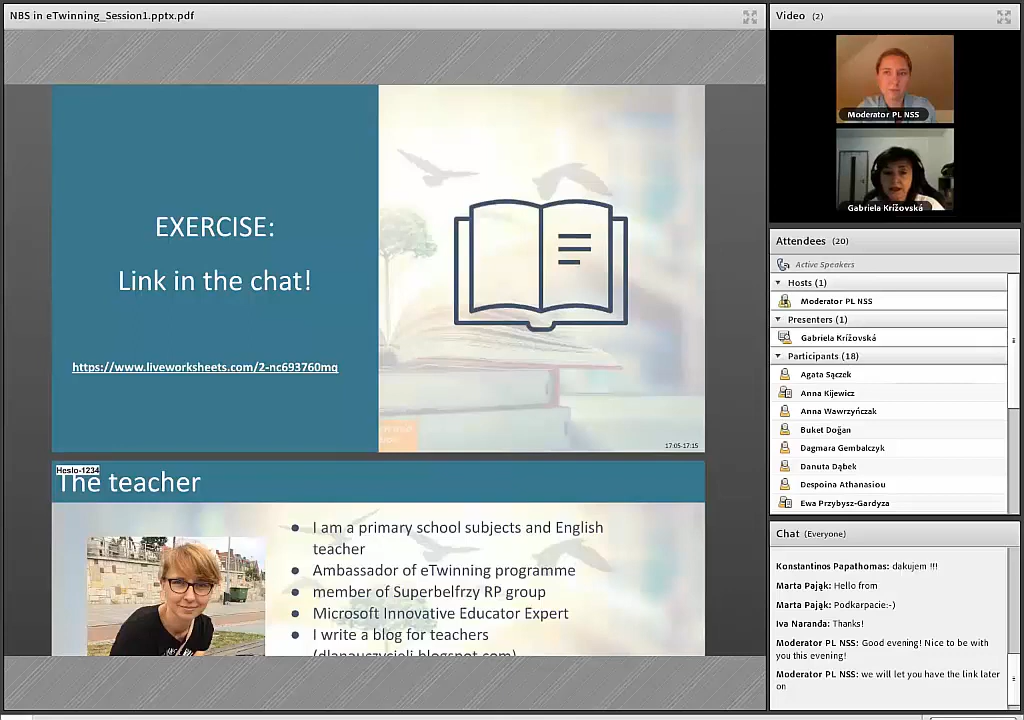 NBS in eTwinning_Session1.pptx.pdf
EXERCISE:
Link in the chat!
https://www.liveworksheets.com/2-nc693760mq
17:05-17:15
Heslo-1234
The teacher
● I am a primary school subjects and English
teacher
● Ambassador of eTwinning programme
● member of Superbelfrzy RP group
● Microsoft Innovative Educator Expert
● I write a blog for teachers
(dlanauczycieli.blogspot.com)
Video (2)
Moderator PL NSS
Gabriela Krížovská
Attendees (20)
Active Speakers
Hosts (1)
Moderator PL NSS
Presenters (1)
Gabriela Krížovská
Participants (18)
Agata Sączek
Anna Kijewicz
Anna Wawrzyńczak
Buket Doğan
Dagmara Gembalczyk
Danuta Dąbek
Despoina Athanasiou
Ewa Przybysz-Gardyza
Chat (Everyone)
Konstantinos Papathomas: dakujem !!!
Marta Pająk: Hello from
Marta Pająk: Podkarpacie:-)
Iva Naranda: Thanks!
Moderator PL NSS: Good evening! Nice to be with
you this evening!
Moderator PL NSS: we will let you have the link later
on